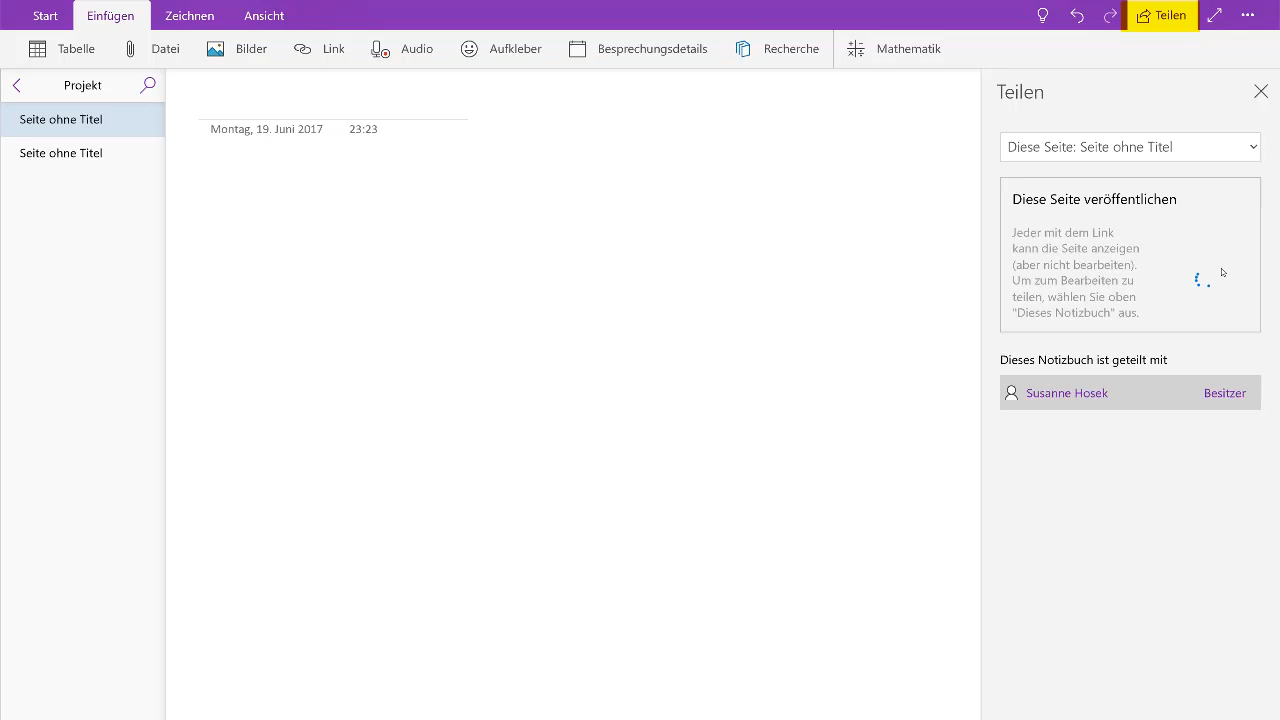 Start Einfügen Zeichnen Ansicht Teilen
Tabelle Datei Bilder Link Audio Aufkleber Besprechungsdetails Recherche Mathematik
Projekt
Seite ohne Titel
Seite ohne Titel
Montag, 19. Juni 2017 23:23
Teilen
Diese Seite: Seite ohne Titel
Diese Seite veröffentlichen
Jeder mit dem Link
kann die Seite anzeigen
(aber nicht bearbeiten).
Um zum Bearbeiten zu
teilen, wählen Sie oben
"Dieses Notizbuch" aus.
Dieses Notizbuch ist geteilt mit
Susanne Hosek Besitzer